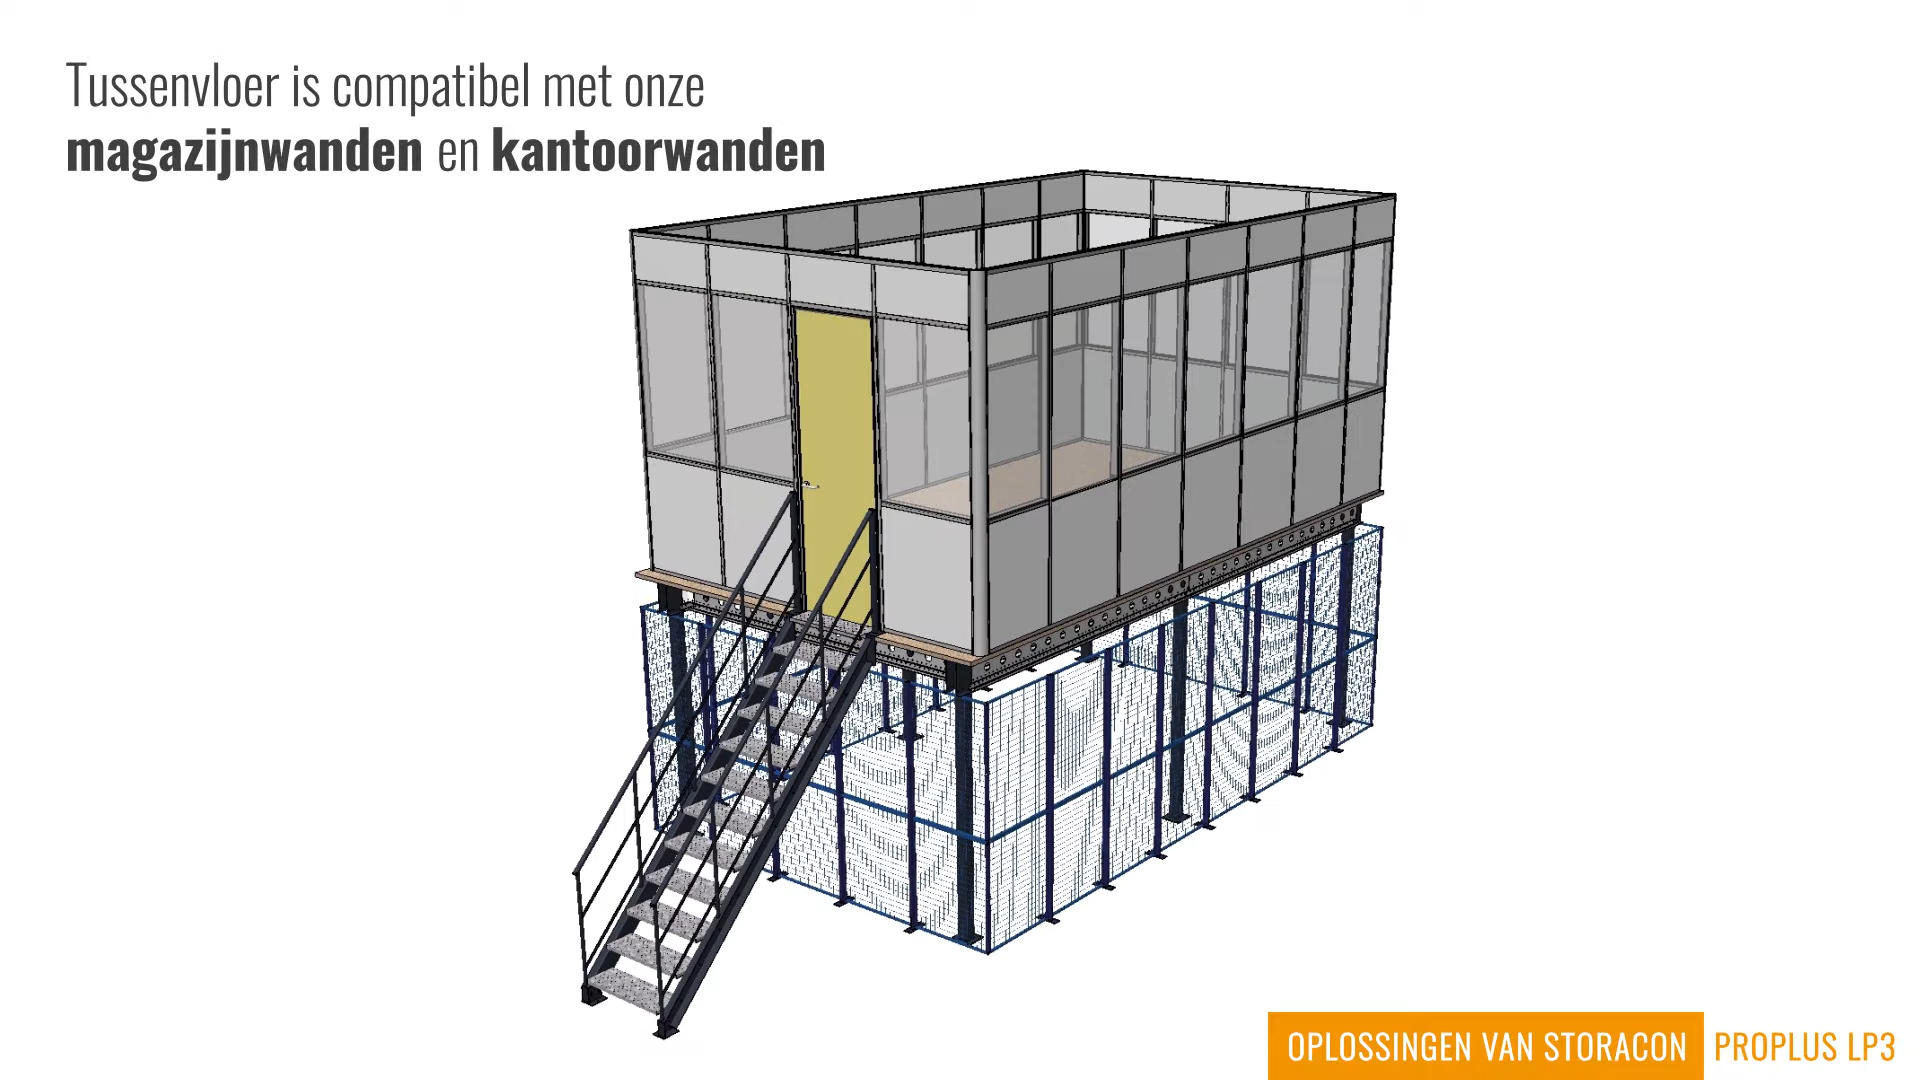 Tussenvloer is compatibel met onze
magazijnwanden en kantoorwanden
OPLOSSINGEN VAN STORACON PROPLUS LP3